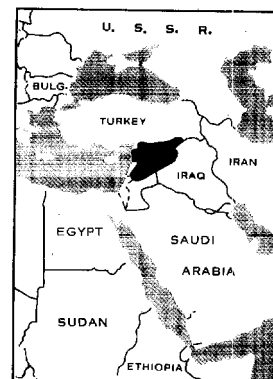 U. S. S. R.
BULG.
TURKEY
IRAQ
IRAN
EGYPT
SAUDI
ARABIA
SUDAN
ETHIOPIA